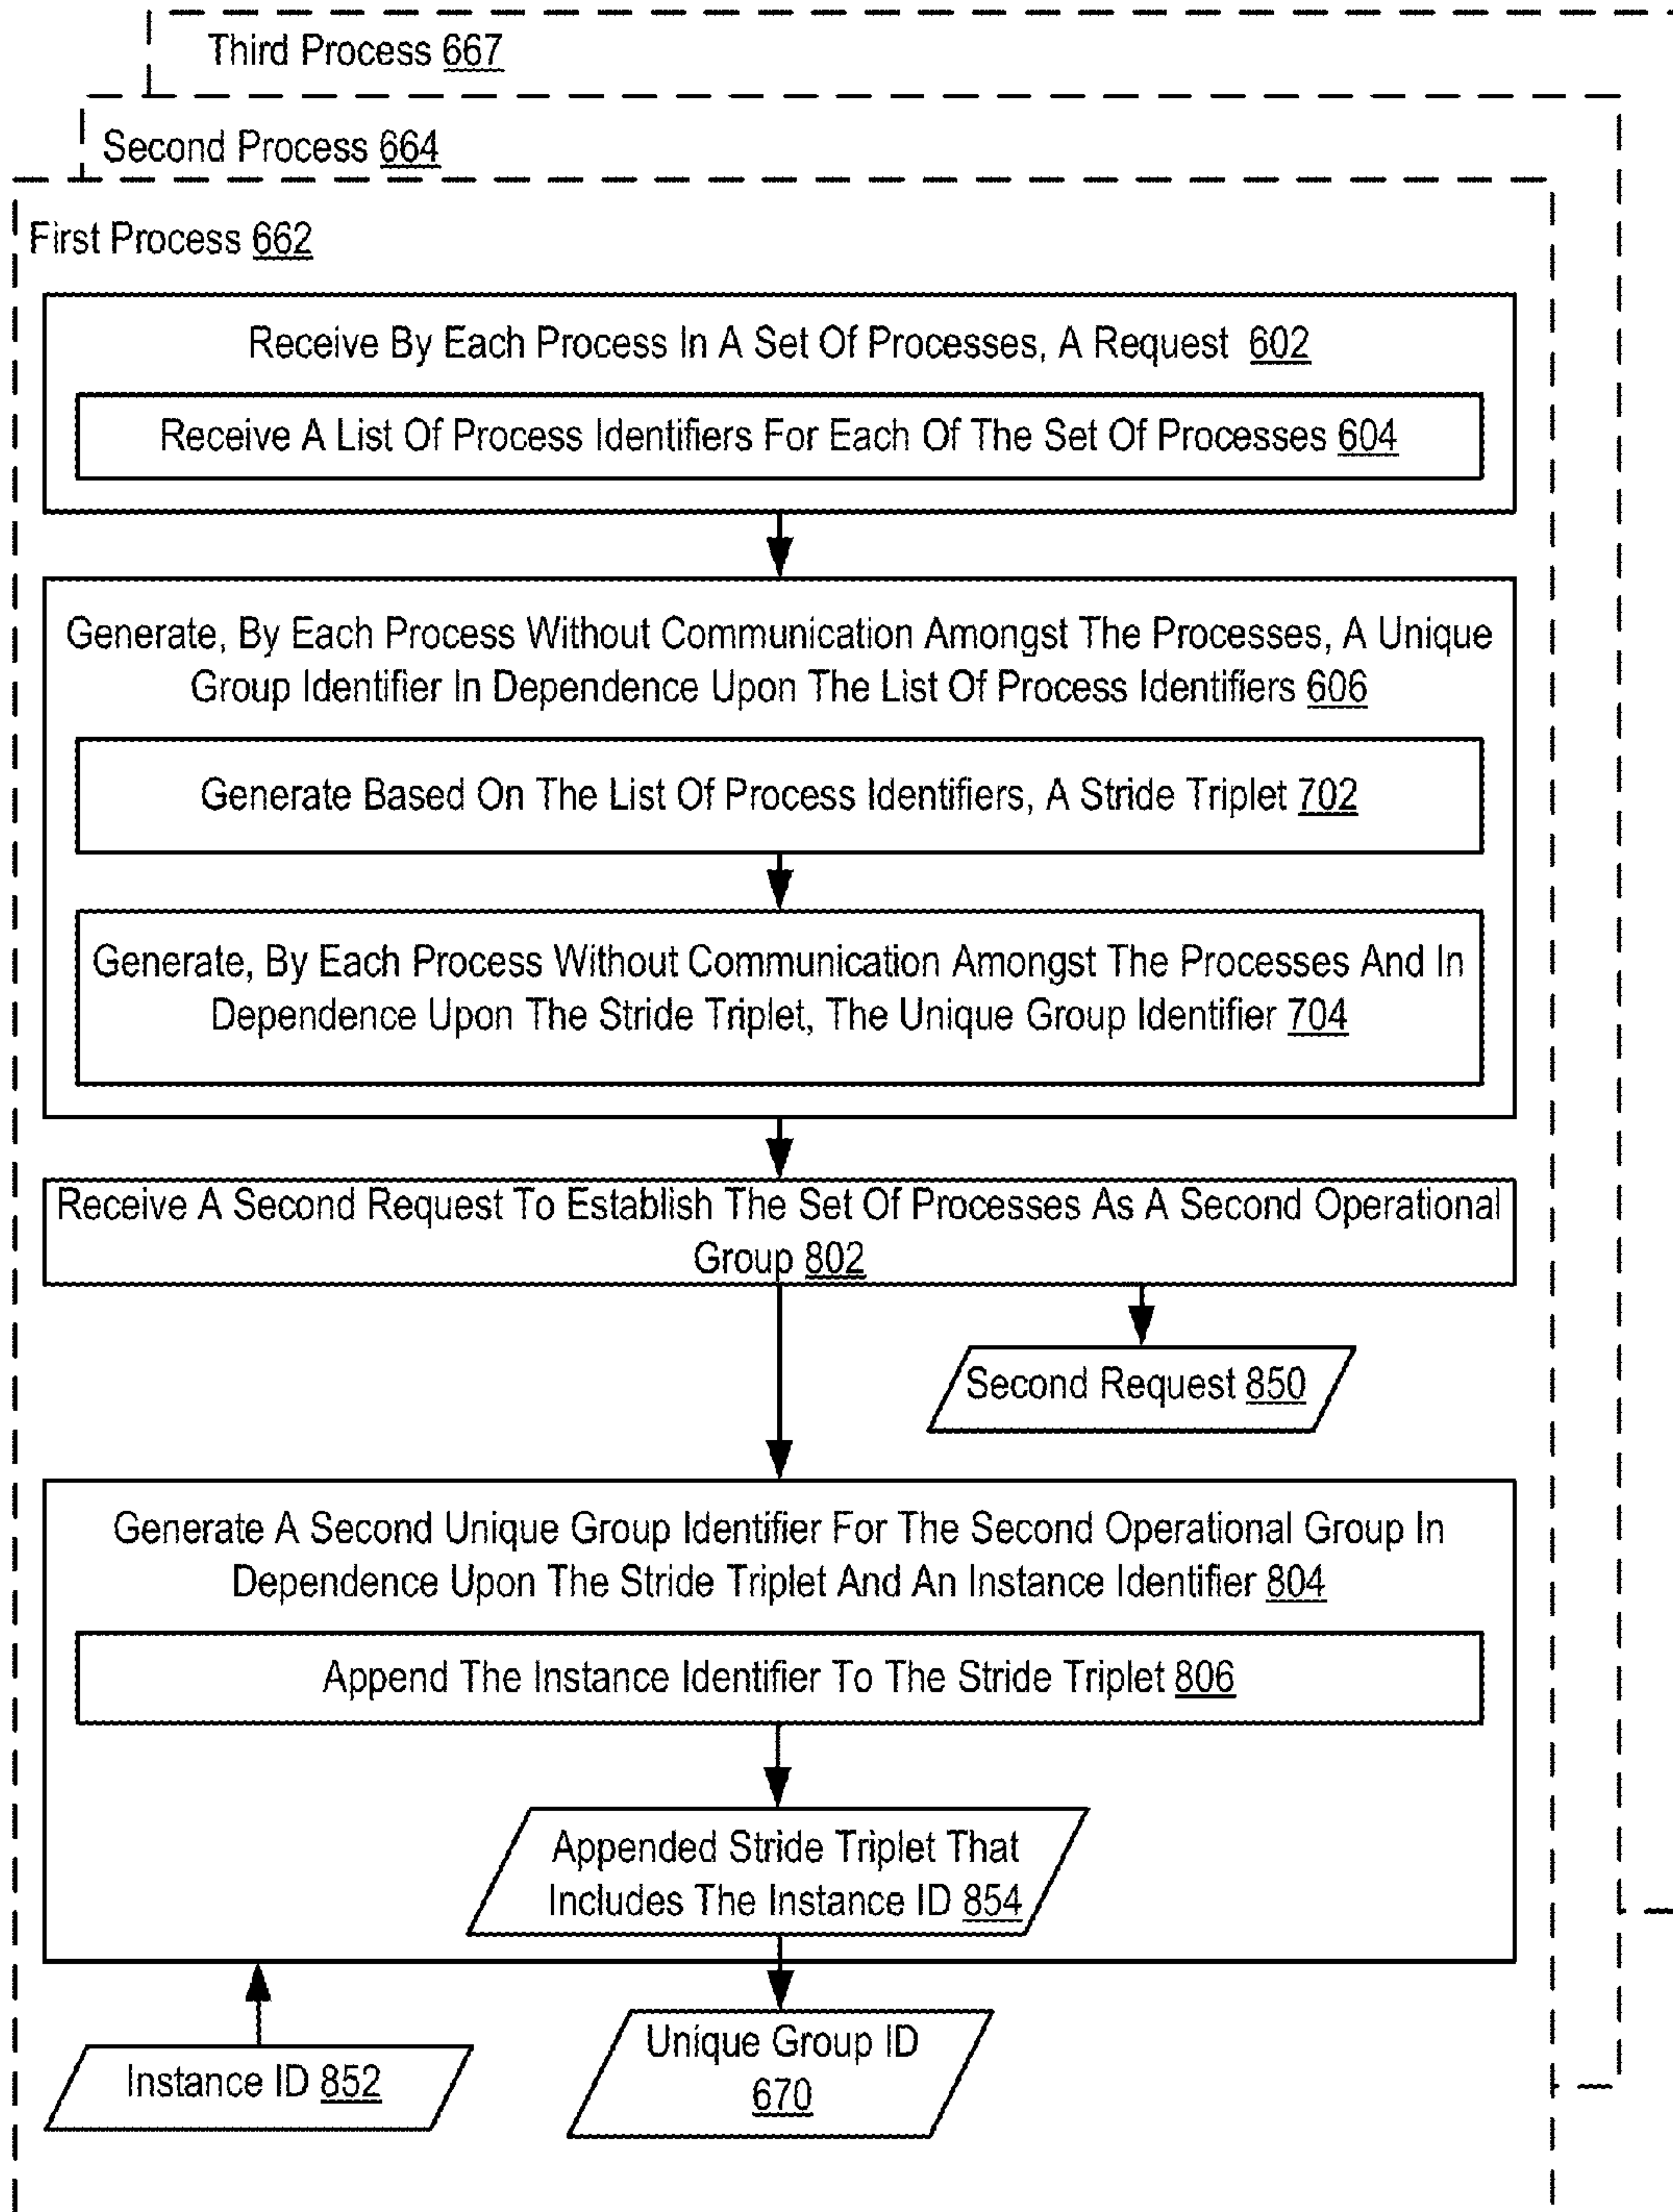 Third Process 667
Second Process 664
First Process 662
Receive By Each Process In A Set Of Processes, A Request 602
Receive A List Of Process Identifiers For Each Of The Set Of Processes 604
Generate, By Each Process Without Communication Amongst The Processes, A Unique
Group Identifier In Dependence Upon The List Of Process Identifiers 606
Generate Based On The List Of Process Identifiers, A Stride Triplet 702
Generate, By Each Process Without Communication Amongst The Processes And In
Dependence Upon The Stride Triplet, The Unique Group Identifier 704
Receive A Second Request To Establish The Set Of Processes As A Second Operational
Group 802
Second Request 850
Generate A Second Unique Group Identifier For The Second Operational Group In
Dependence Upon The Stride Triplet And An Instance Identifier 804
Append The Instance Identifier To The Stride Triplet 806
Appended Stride Triplet That
Includes The Instance ID 854
Instance ID 852
Unique Group ID
670